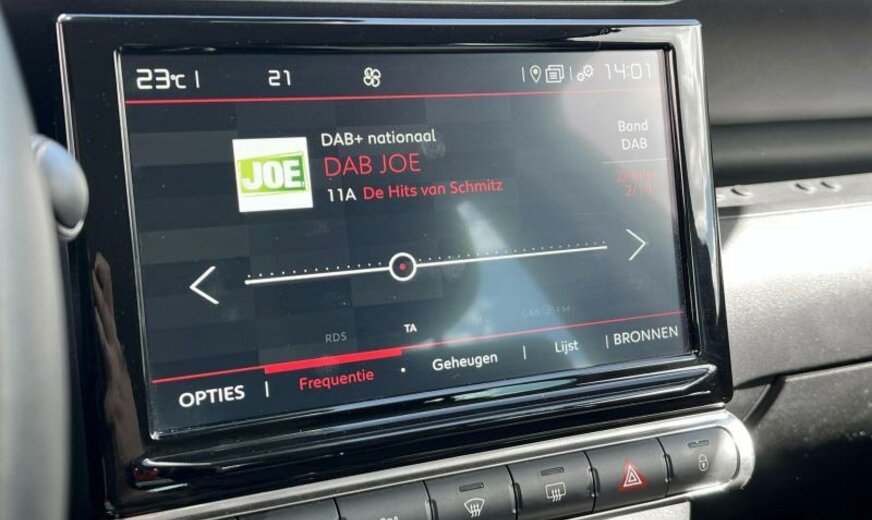 23°C
21
14:01
DAB+ nationaal
DAB JOE
11A De Hits van Schmitz
JOE
Band
DAB
RDS
TA
OPTIES
Frequentie
Geheugen
Lijst
BRONNEN